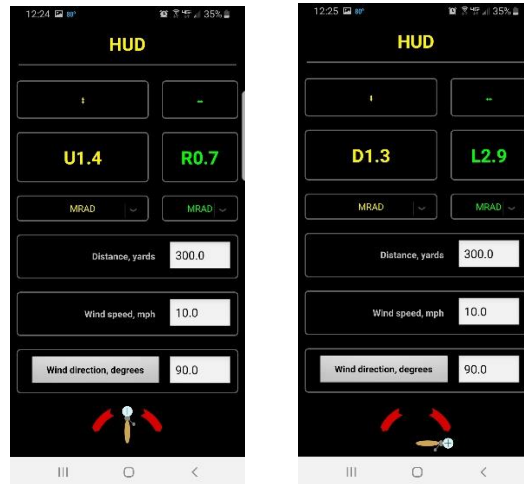 12:24 80° 35%
HUD
U1.4 R0.7
MRAD MRAD
Distance, yards 300.0
Wind speed, mph 10.0
Wind direction, degrees 90.0
12:25 80° 35%
HUD
D1.3 L2.9
MRAD MRAD
Distance, yards 300.0
Wind speed, mph 10.0
Wind direction, degrees 90.0